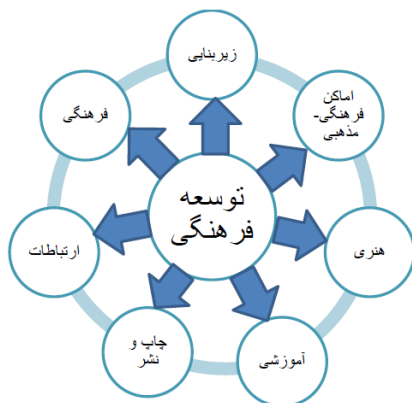 زیربنایی
اماکن
فرهنگی-
مذهبی
هنری
آموزشی
چاپ و
نشر
ارتباطات
فرهنگی
توسعه
فرهنگی